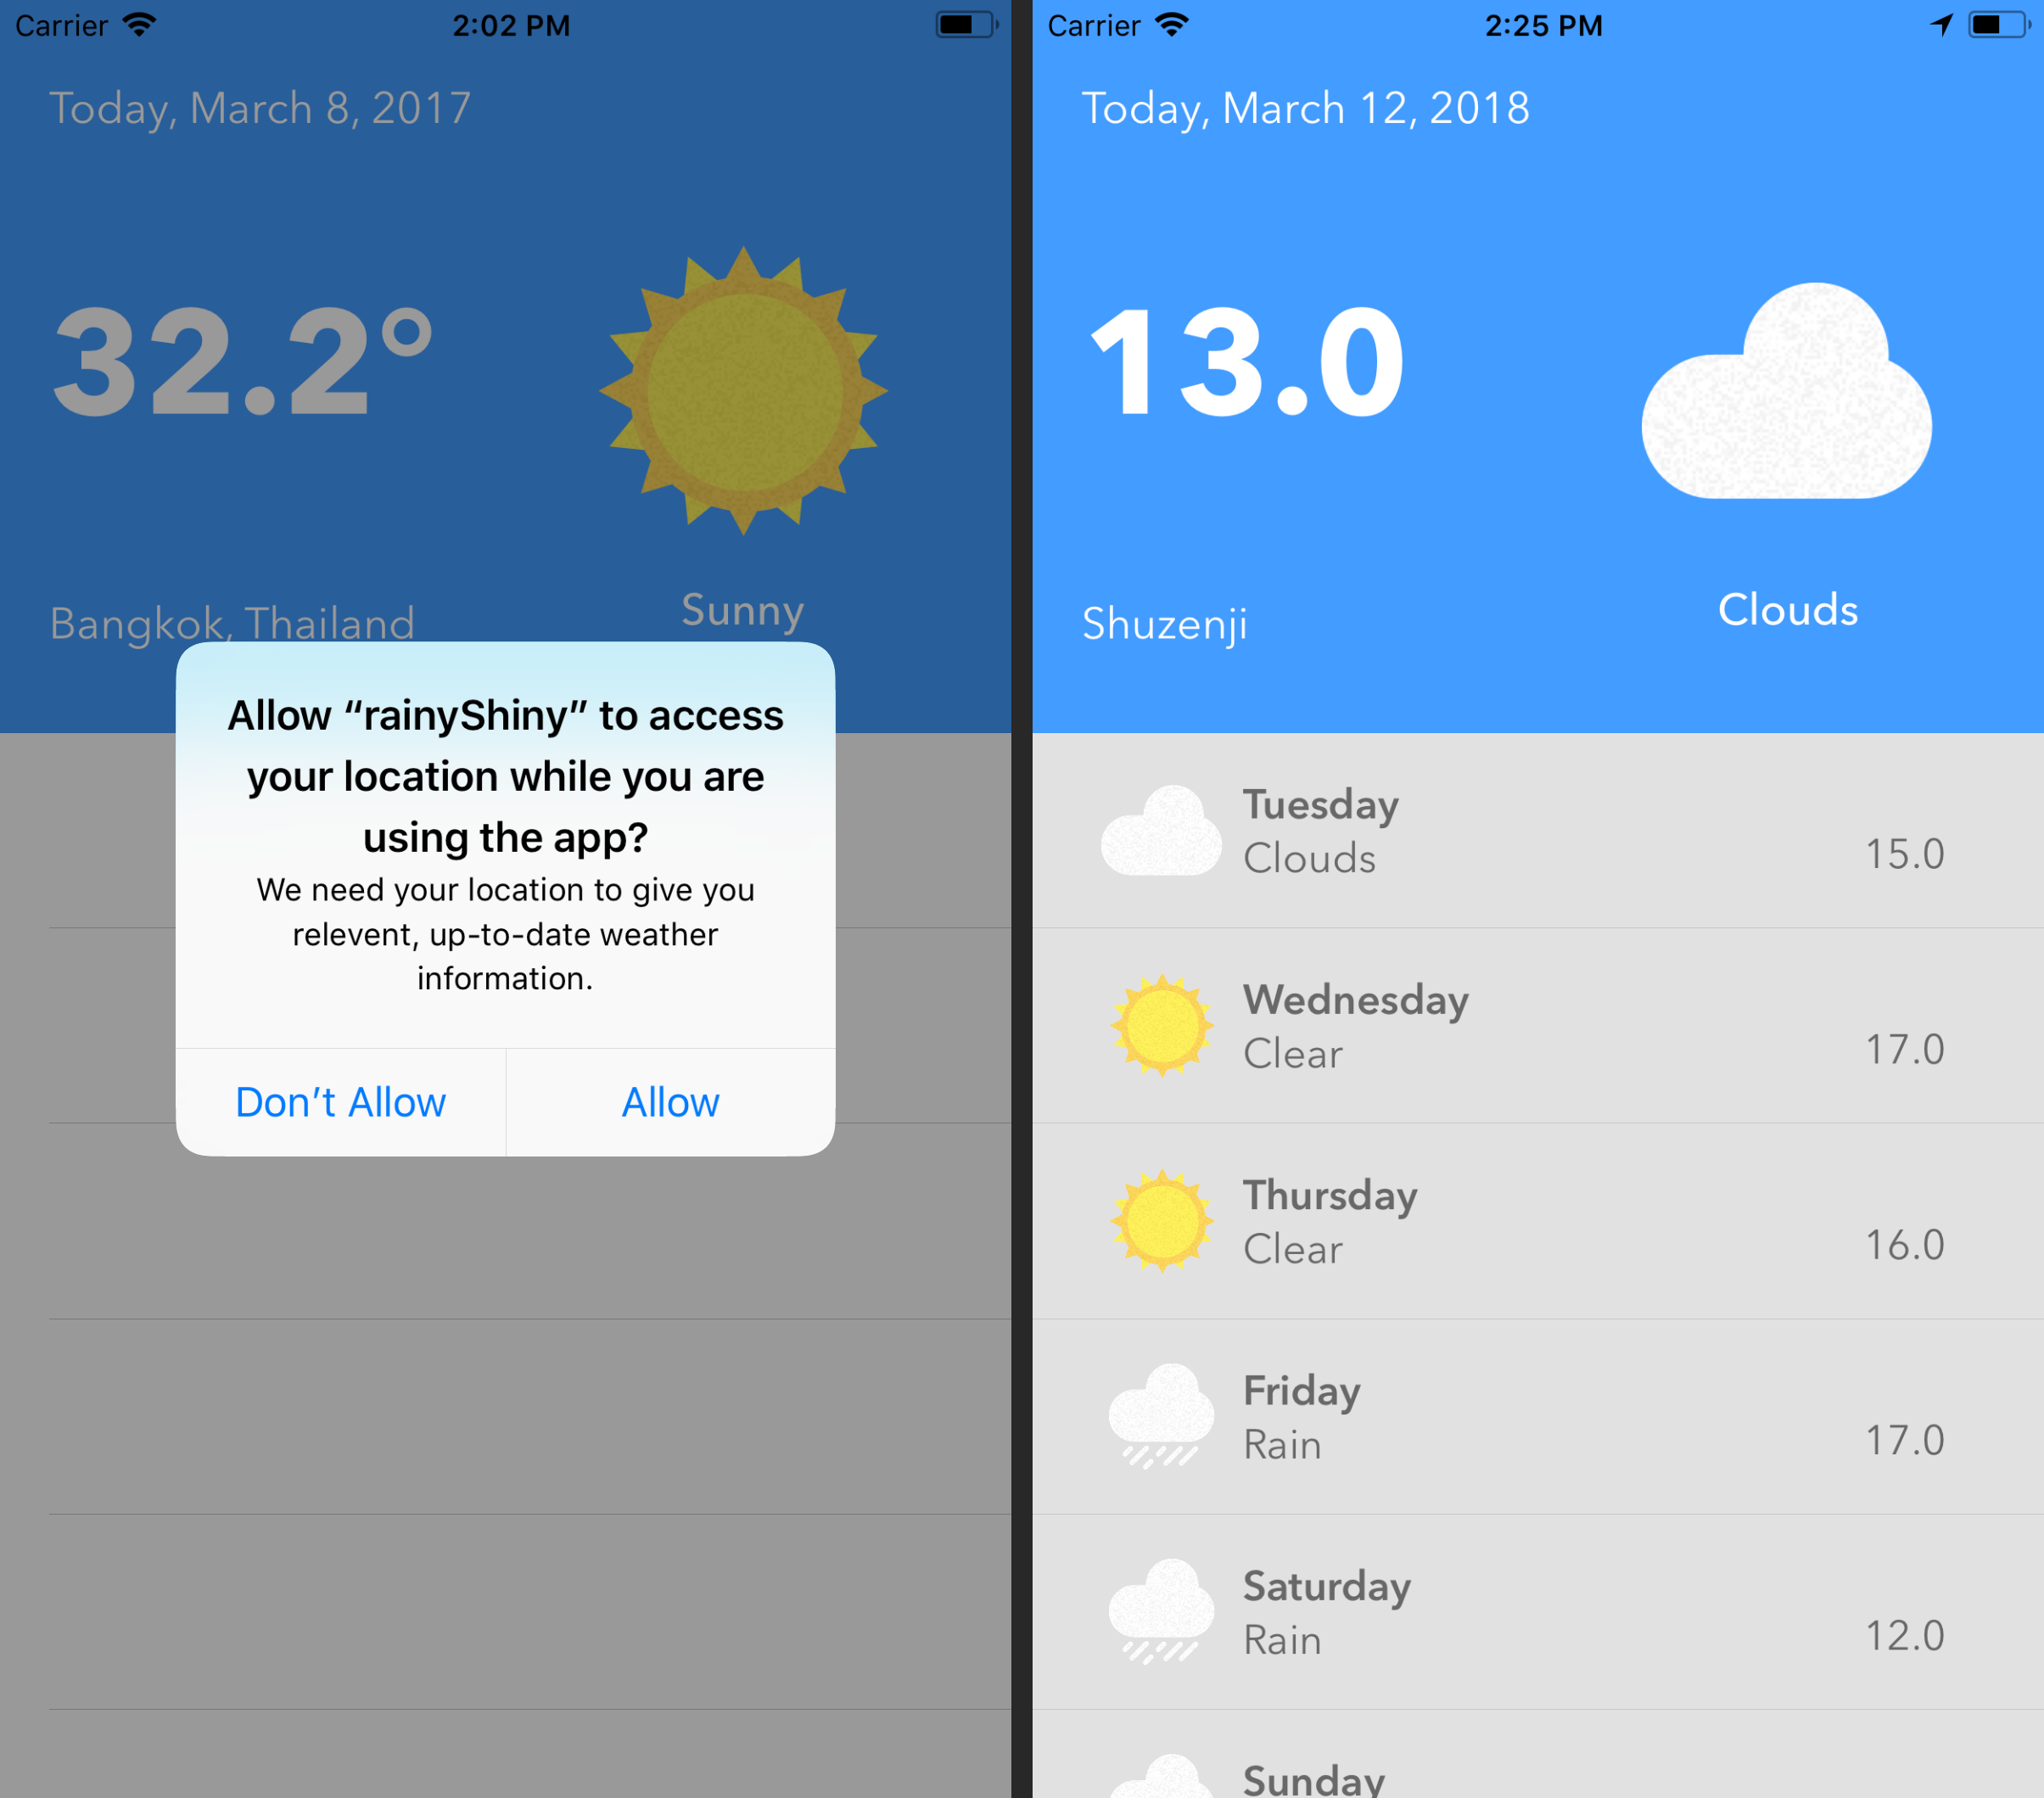 Carrier
2:02 PM
Today, March 8, 2017
32.2°
Bangkok, Thailand
Sunny
Allow “rainyShiny” to access
your location while you are
using the app?
We need your location to give you
relevent, up-to-date weather
information.
Don’t Allow
Allow
Carrier
2:25 PM
Today, March 12, 2018
13.0
Shuzenji
Clouds
Tuesday
Clouds
15.0
Wednesday
Clear
17.0
Thursday
Clear
16.0
Friday
Rain
17.0
Saturday
Rain
12.0
Sunday